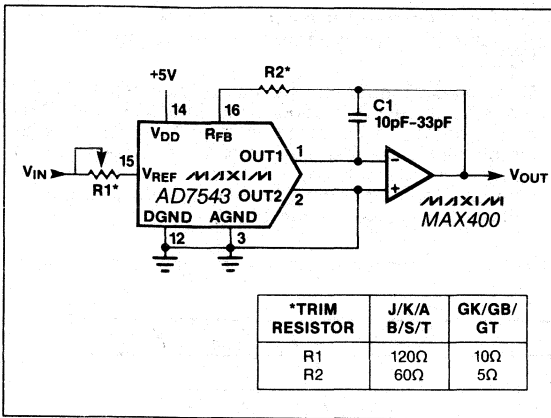 +5V
R2*
14
16
C1
10pF–33pF
VDD
RFB
OUT1
1
VIN
15
VREF
MAXIM
−
VOUT
R1*
AD7543
OUT2
2
+
MAXIM
MAX400
DGND
AGND
12
3
*TRIM RESISTOR J/K/A B/S/T GK/GB/ GT
R1 120Ω 10Ω
R2 60Ω 5Ω